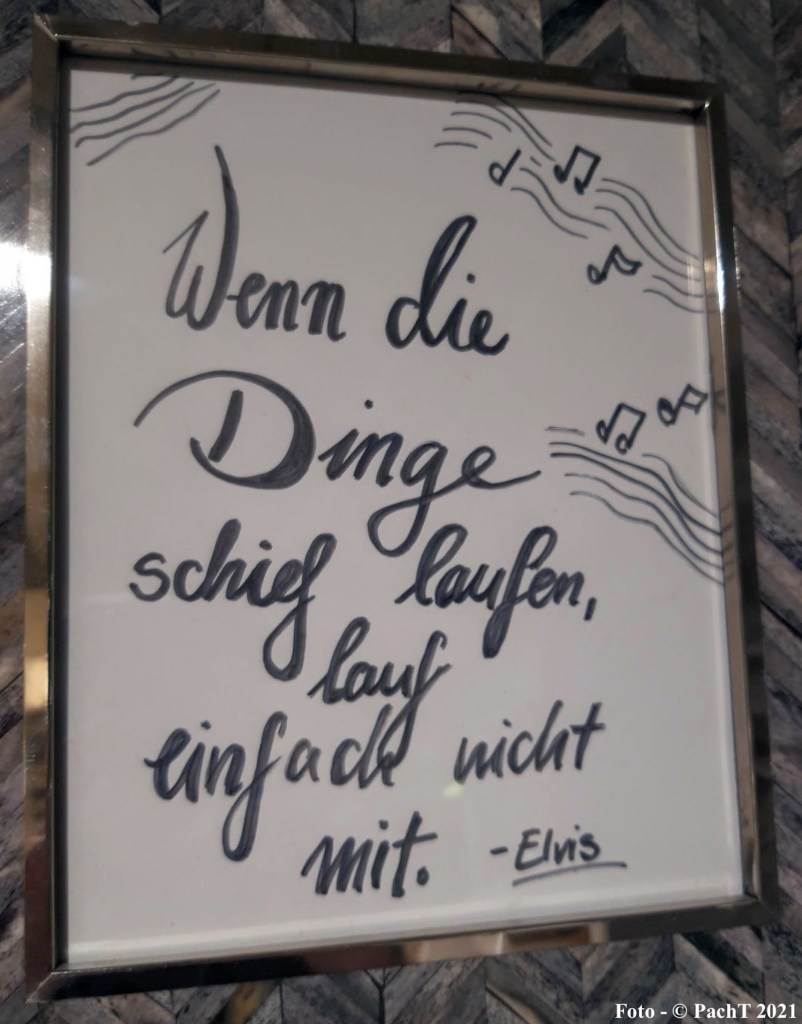 Wenn die
Dinge
schief laufen,
lauf
einfach nicht
mit. - Elvis
Foto - © PachT 2021